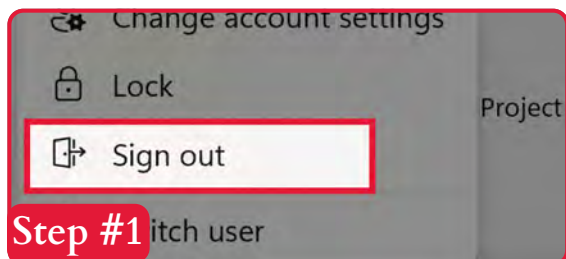 Change account settings
Lock
Project
Sign out
Step #1
itch user